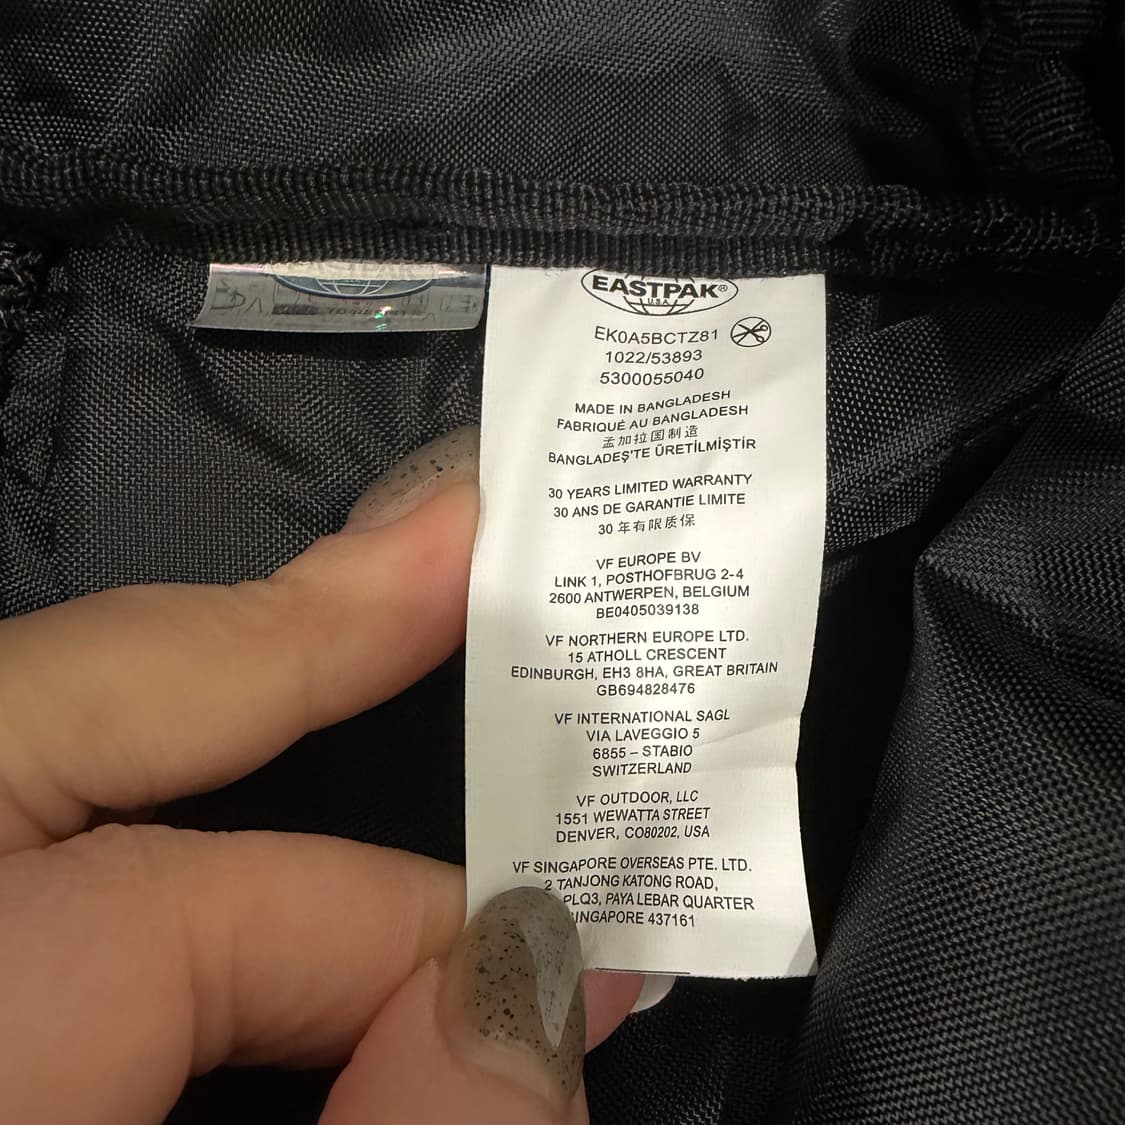 EASTPAK
EASTPAK®
U.S.A.
EK0A5BCTZ81
1022/53893
5300055040
MADE IN BANGLADESH
FABRIQUÉ AU BANGLADESH
孟加拉国制造
BANGLADEŞ'TE ÜRETİLMİŞTİR
30 YEARS LIMITED WARRANTY
30 ANS DE GARANTIE LIMITE
30 年有限质保
VF EUROPE BV
LINK 1, POSTHOFBRUG 2-4
2600 ANTWERPEN, BELGIUM
BE0405039138
VF NORTHERN EUROPE LTD.
15 ATHOLL CRESCENT
EDINBURGH, EH3 8HA, GREAT BRITAIN
GB694828476
VF INTERNATIONAL SAGL
VIA LAVEGGIO 5
6855 – STABIO
SWITZERLAND
VF OUTDOOR, LLC
1551 WEWATTA STREET
DENVER, CO80202, USA
VF SINGAPORE OVERSEAS PTE. LTD.
2 TANJONG KATONG ROAD,
PLQ3, PAYA LEBAR QUARTER
INGAPORE 437161